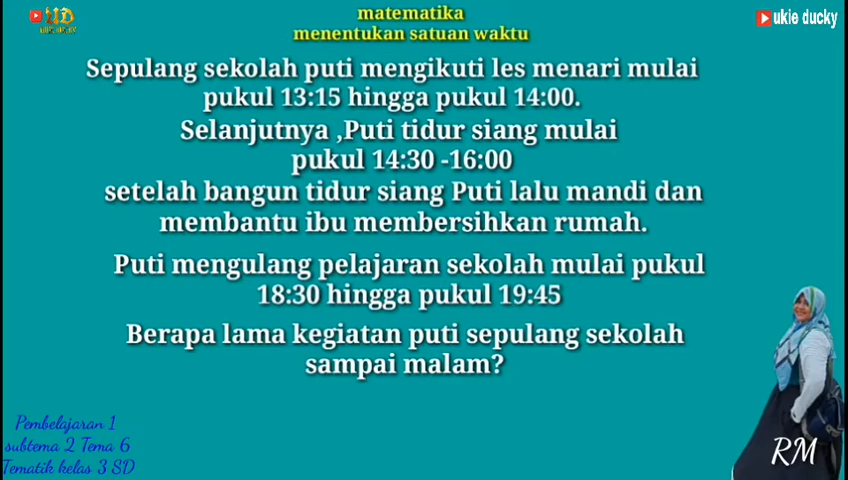 UD
ukie ducky
matematika
menentukan satuan waktu
Sepulang sekolah puti mengikuti les menari mulai
pukul 13:15 hingga pukul 14:00.
Selanjutnya ,Puti tidur siang mulai
pukul 14:30 -16:00
setelah bangun tidur siang Puti lalu mandi dan
membantu ibu membersihkan rumah.
Puti mengulang pelajaran sekolah mulai pukul
18:30 hingga pukul 19:45
Berapa lama kegiatan puti sepulang sekolah
sampai malam?
Pembelajaran 1
subtema 2 Tema 6
Tematik kelas 3 SD
RM